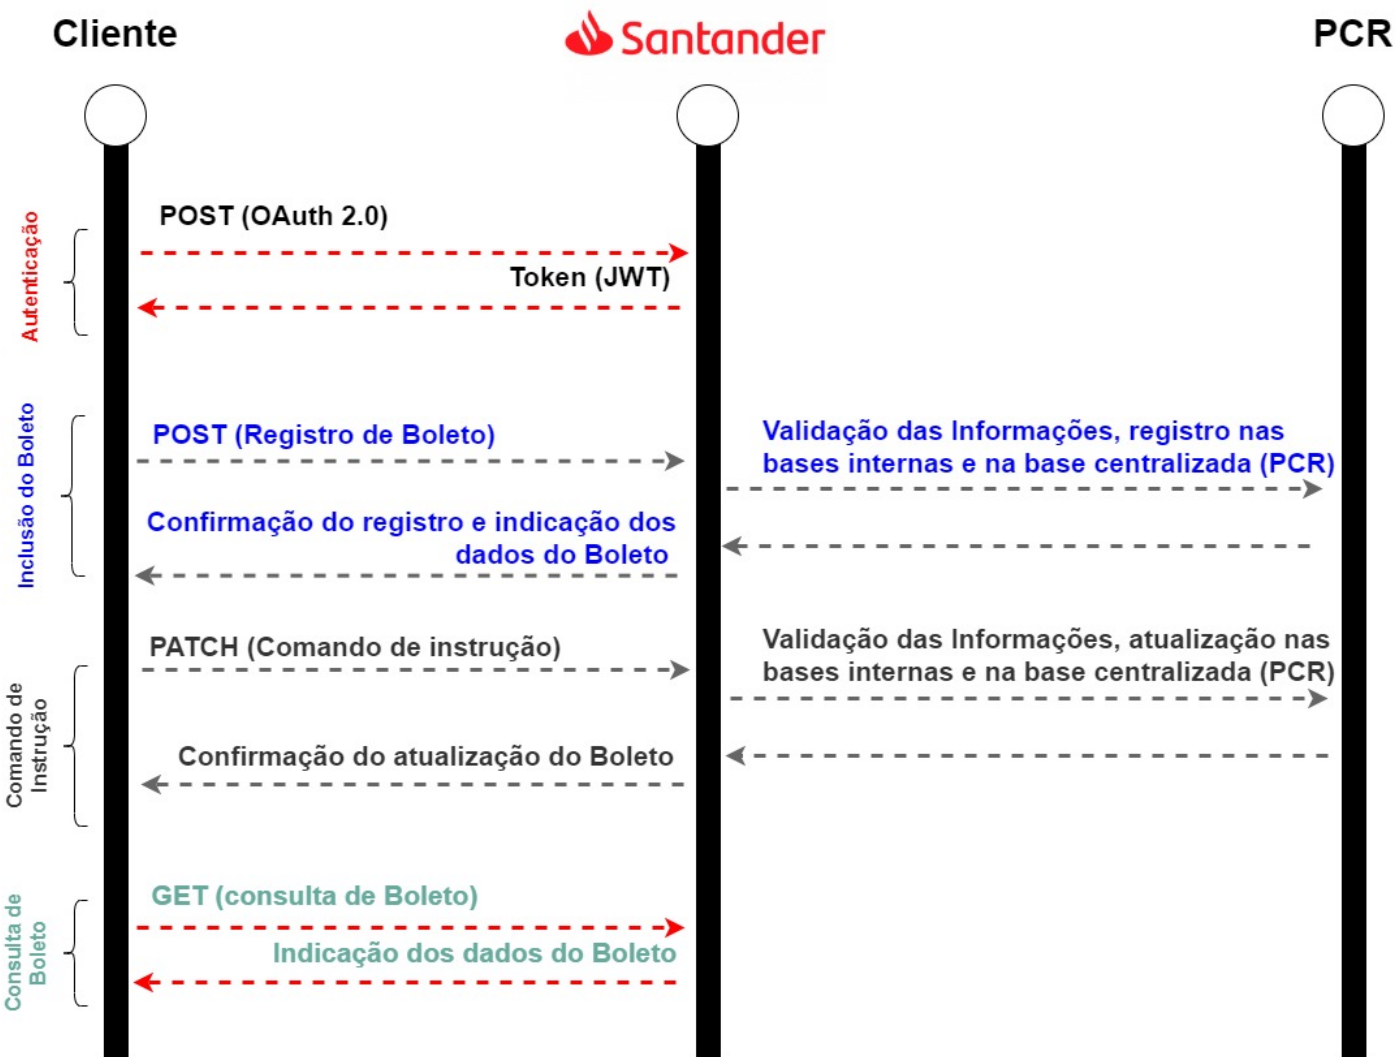 Cliente
Santander
PCR
Autenticação
POST (OAuth 2.0)
Token (JWT)
Inclusão do Boleto
POST (Registro de Boleto)
Validação das Informações, registro nas
bases internas e na base centralizada (PCR)
Confirmação do registro e indicação dos
dados do Boleto
Comando de
Instrução
PATCH (Comando de instrução)
Validação das Informações, atualização nas
bases internas e na base centralizada (PCR)
Confirmação do atualização do Boleto
Consulta de
Boleto
GET (consulta de Boleto)
Indicação dos dados do Boleto